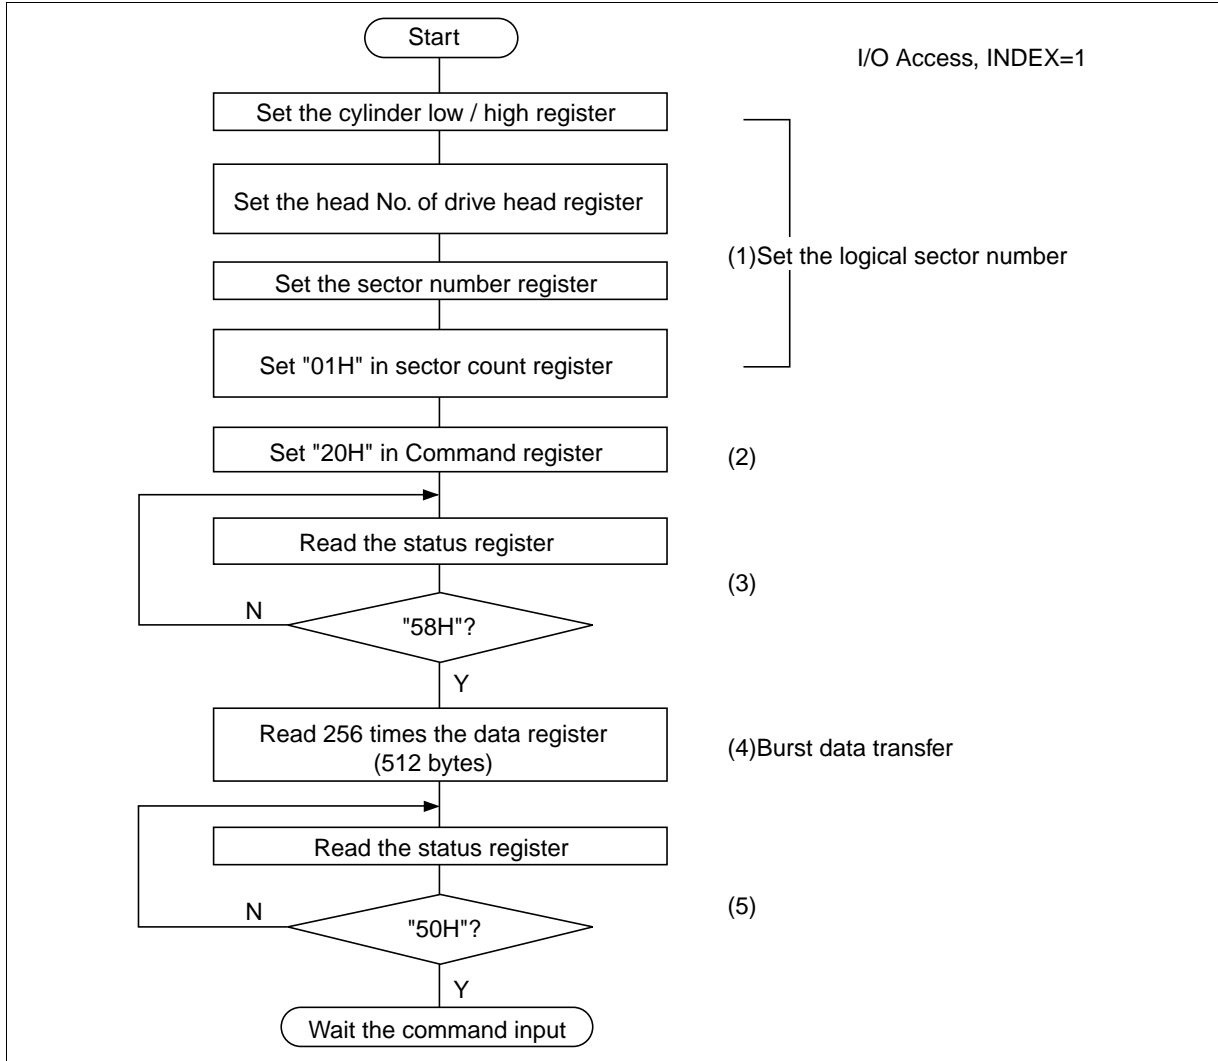 Start
I/O Access, INDEX=1
Set the cylinder low / high register
Set the head No. of drive head register
(1)Set the logical sector number
Set the sector number register
Set "01H" in sector count register
Set "20H" in Command register
(2)
Read the status register
(3)
N
"58H"?
Y
Read 256 times the data register
(512 bytes)
(4)Burst data transfer
Read the status register
N
"50H"?
(5)
Y
Wait the command input